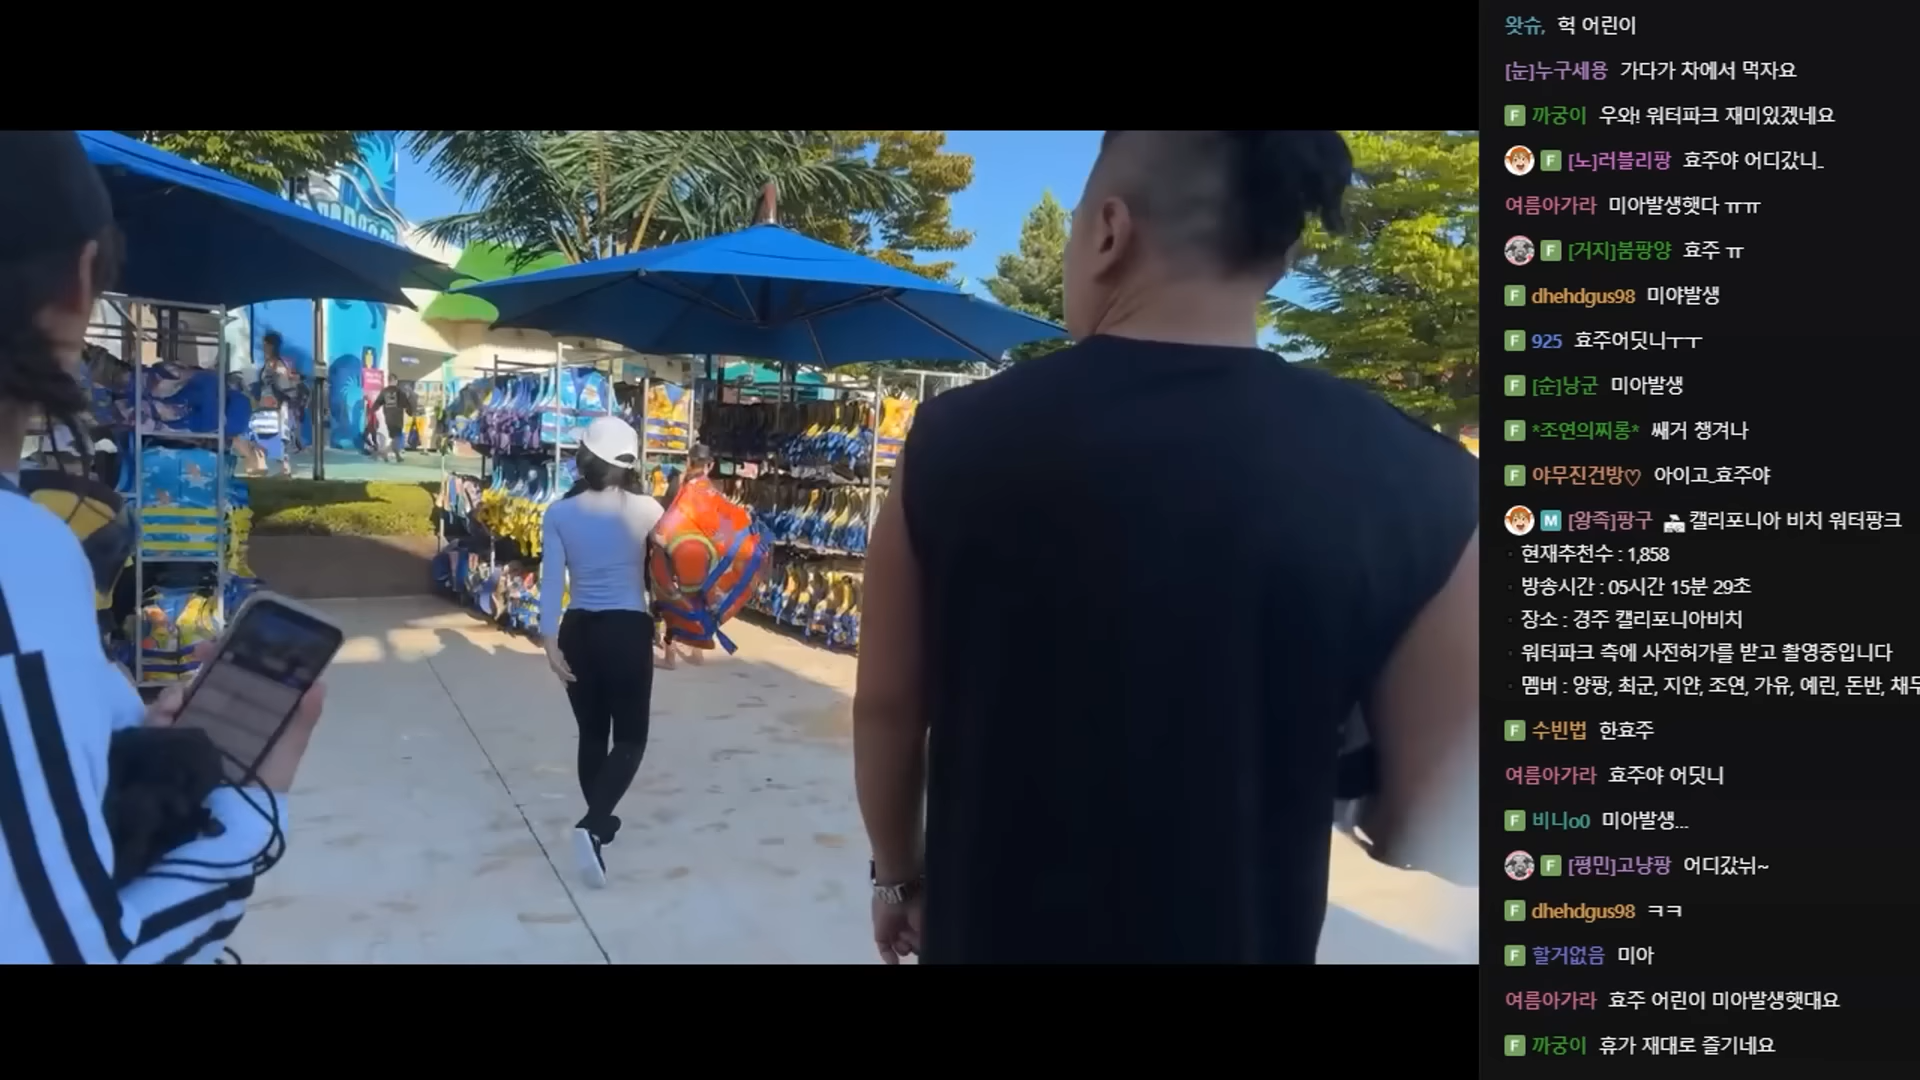 왓슈, 헉 어린이
[눈]누구세용 가다가 차에서 먹자요
F 까궁이 우와! 워터파크 재미있겠네요
F [노]러블리팡 효주야 어디갔니..
여름아가라 미아발생햇다 ㅠㅠ
F [거지]붐팡양 효주 ㅠ
F dhehdgus98 미야발생
F 925 효주어딧니ㅜㅜ
F [순]낭군 미아발생
F *조연의찌롱* 쌔거 챙겨나
F 야무진건방♡ 아이고..효주야
M [왕족]팡구 캘리포니아 비치 워터팡크
· 현재추천수 : 1,858
· 방송시간 : 05시간 15분 29초
· 장소 : 경주 캘리포니아비치
· 워터파크 측에 사전허가를 받고 촬영중입니다
· 멤버 : 양팡, 최군, 지얀, 조연, 가유, 예린, 돈반, 채두
F 수빈법 한효주
여름아가라 효주야 어딧니
F 비니o0 미아발생...
F [평민]고냥팡 어디갔뉘~
F dhehdgus98 ㅋㅋ
F 할거없음 미아
여름아가라 효주 어린이 미아발생햇대요
F 까궁이 휴가 재대로 즐기네요